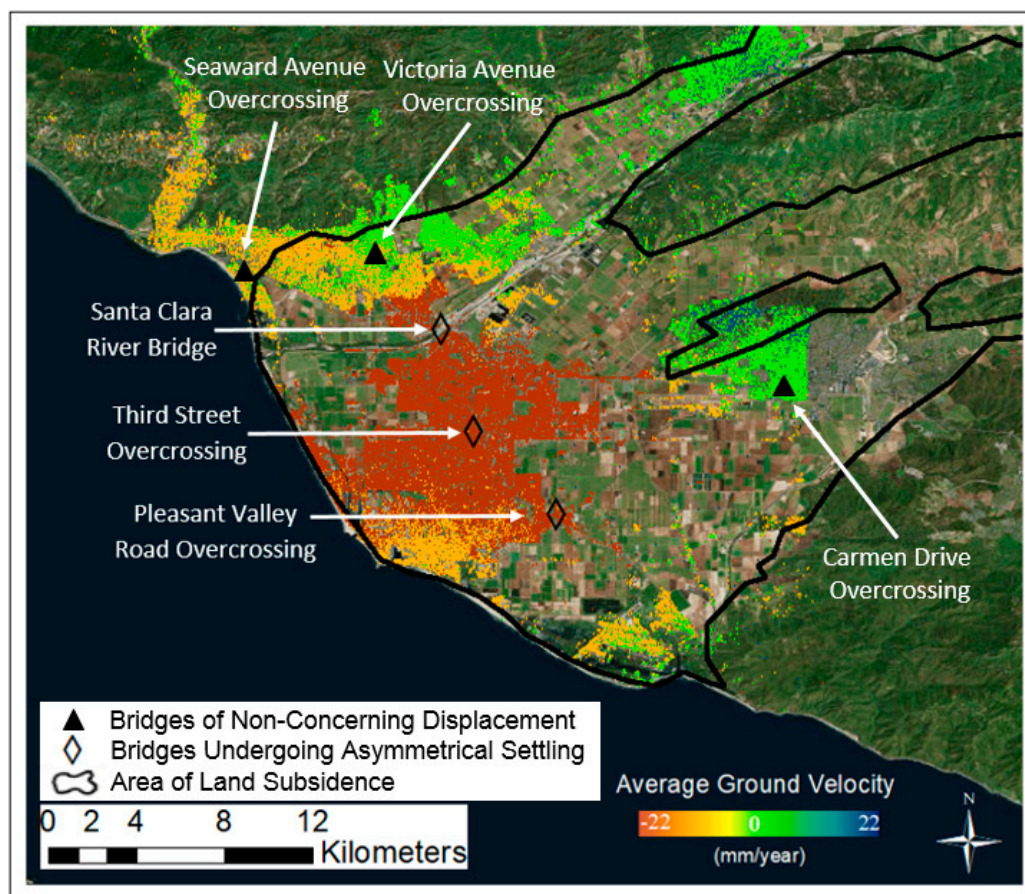 Seaward Avenue
Overcrossing
Victoria Avenue
Overcrossing
Santa Clara
River Bridge
Third Street
Overcrossing
Pleasant Valley
Road Overcrossing
Carmen Drive
Overcrossing
Bridges of Non-Concerning Displacement
Bridges Undergoing Asymmetrical Settling
Area of Land Subsidence
0 2 4 8 12
Kilometers
Average Ground Velocity
-22 0 22
(mm/year)
N